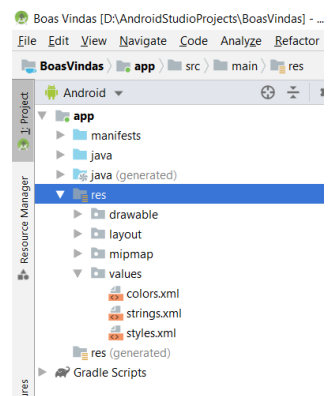 Boas Vindas [D:\AndroidStudioProjects\BoasVindas] - ...
File Edit View Navigate Code Analyze Refactor
BoasVindas app src main res
Android
1: Project
Resource Manager
app
manifests
java
java (generated)
res
drawable
layout
mipmap
values
colors.xml
strings.xml
styles.xml
res (generated)
Gradle Scripts